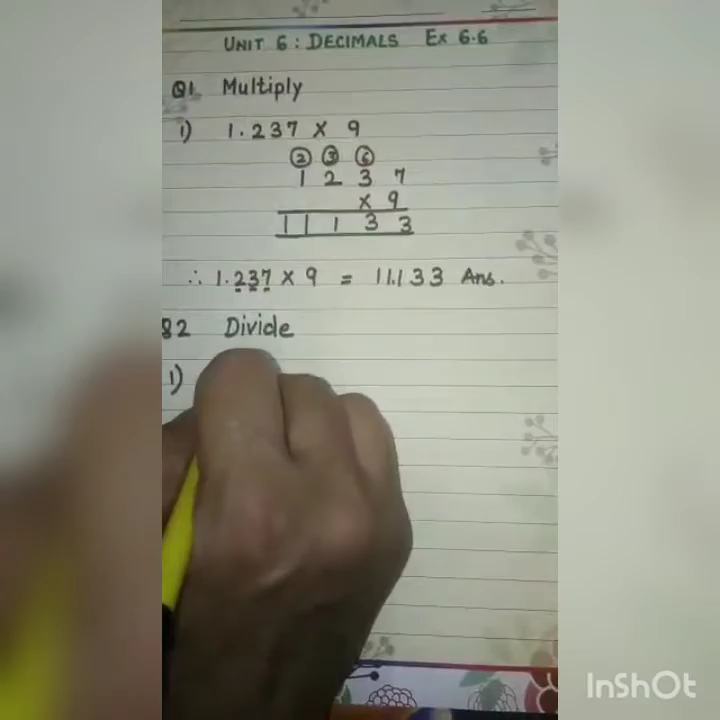 UNIT 6 : DECIMALS Ex 6.6
Q1 Multiply
i) 1.237 x 9
② ③ ⑥
1 2 3 7
x 9
1 1 1 3 3
∴ 1.237 x 9 = 11.133 Ans.
Q2 Divide
i)
InShOt